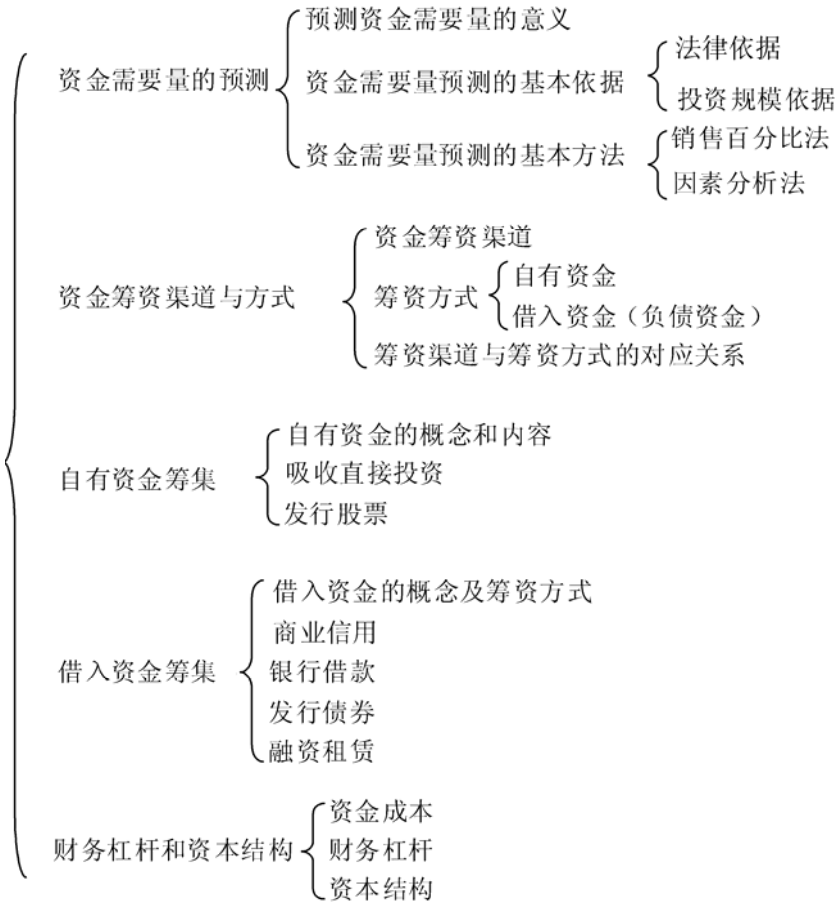 资金需要量的预测
预测资金需要量的意义
资金需要量预测的基本依据
法律依据
投资规模依据
资金需要量预测的基本方法
销售百分比法
因素分析法
资金筹资渠道与方式
资金筹资渠道
筹资方式
自有资金
借入资金（负债资金）
筹资渠道与筹资方式的对应关系
自有资金筹集
自有资金的概念和内容
吸收直接投资
发行股票
借入资金筹集
借入资金的概念及筹资方式
商业信用
银行借款
发行债券
融资租赁
财务杠杆和资本结构
资金成本
财务杠杆
资本结构